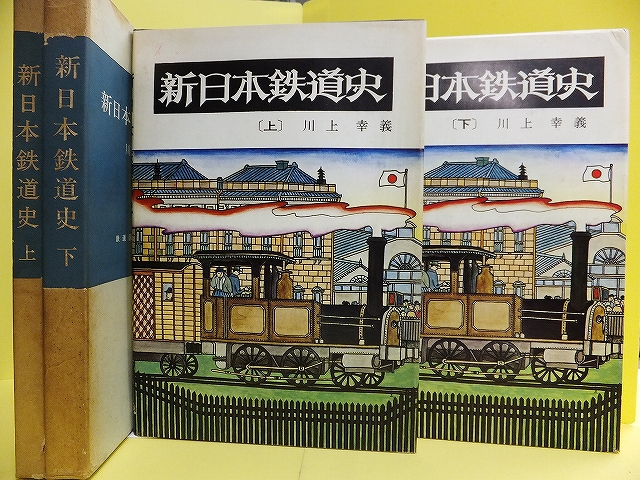 新日本鉄道史 上
新日本鉄道史 下
新日本
新日本鉄道史
〔上〕 川上幸義
日本鉄道史
〔下〕 川上幸義